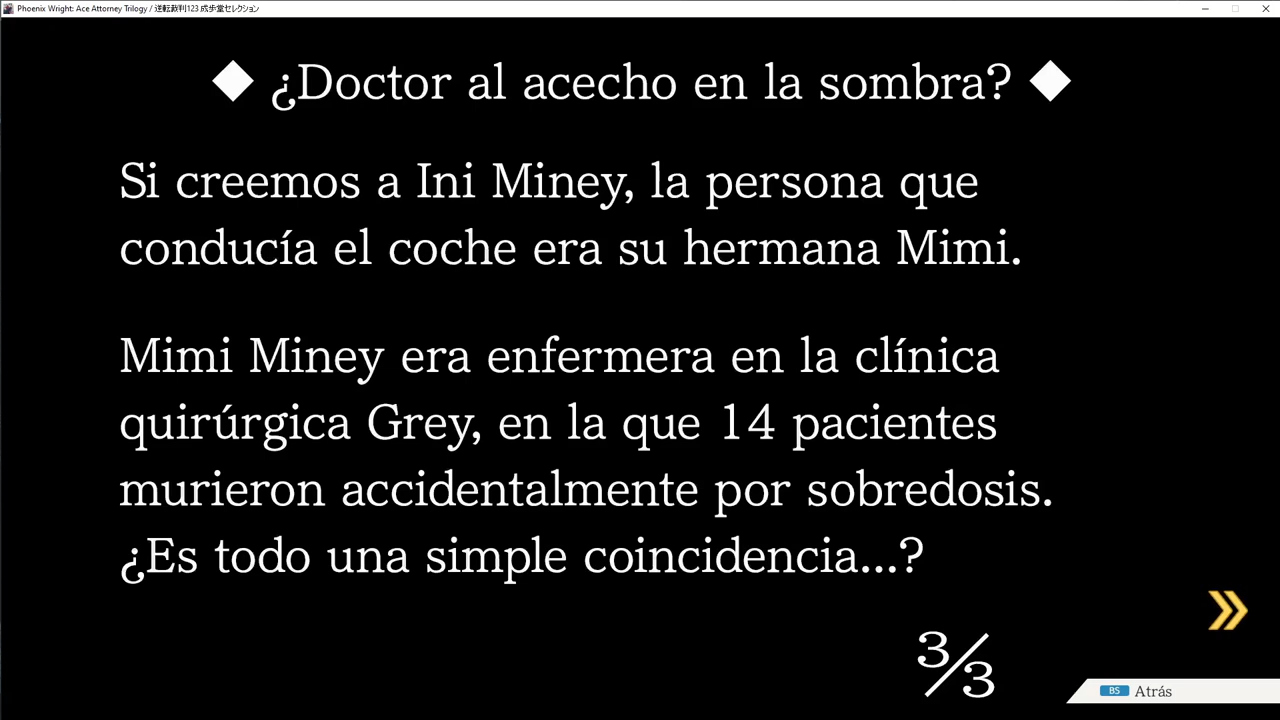 Phoenix Wright: Ace Attorney Trilogy / 逆転裁判123 成歩堂セレクション
◆ ¿Doctor al acecho en la sombra? ◆
Si creemos a Ini Miney, la persona que
conducía el coche era su hermana Mimi.
Mimi Miney era enfermera en la clínica
quirúrgica Grey, en la que 14 pacientes
murieron accidentalmente por sobredosis.
¿Es todo una simple coincidencia...?
3/3
BS Atrás